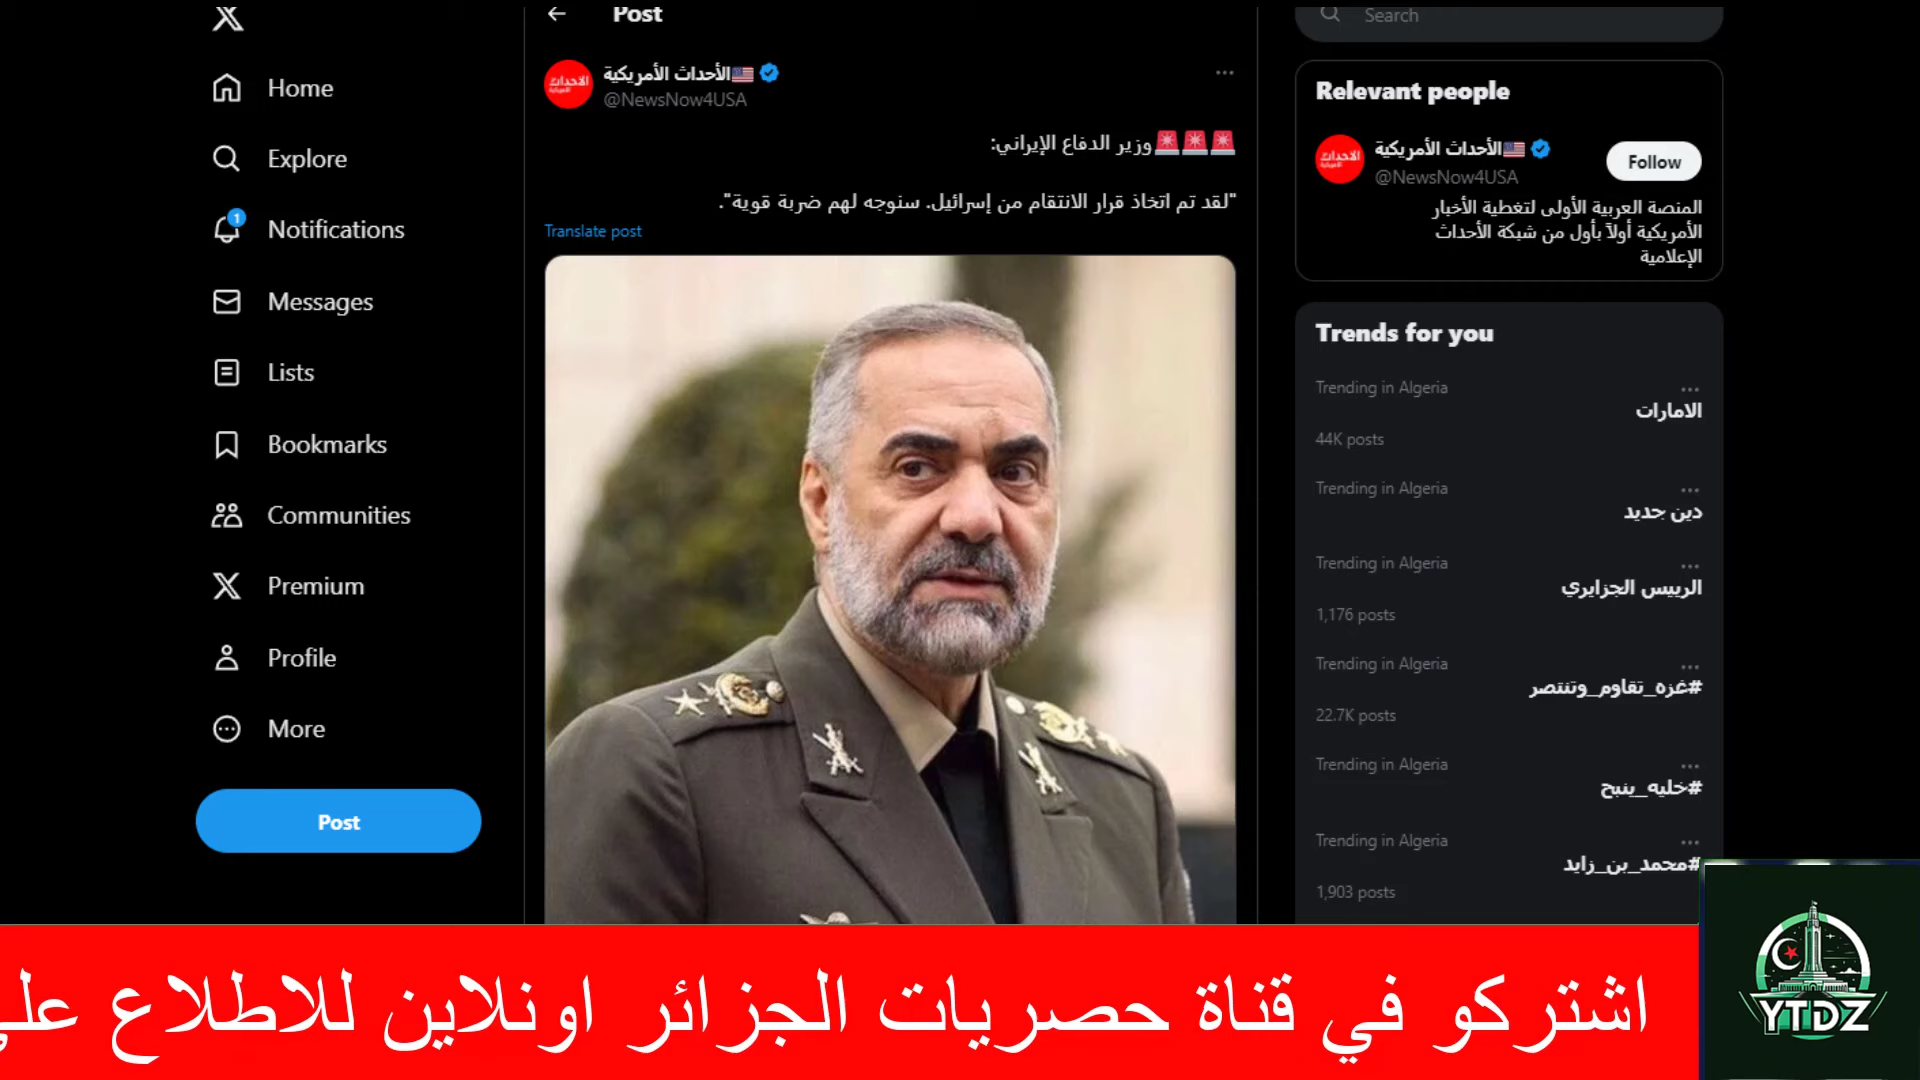 Home
Explore
1
Notifications
Messages
Lists
Bookmarks
Communities
Premium
Profile
More
Post
Post
الأحداث الأمريكية
@NewsNow4USA
وزير الدفاع الإيراني:
"لقد تم اتخاذ قرار الانتقام من إسرائيل. سنوجه لهم ضربة قوية".
Translate post
Search
Relevant people
الأحداث الأمريكية
@NewsNow4USA
Follow
المنصة العربية الأولى لتغطية الأخبار
الأمريكية أولآ بأول من شبكة الأحداث
الإعلامية
Trends for you
Trending in Algeria
الامارات
44K posts
Trending in Algeria
دين جديد
Trending in Algeria
الرييس الجزايري
1,176 posts
Trending in Algeria
#غزه_تقاوم_وتنتصر
22.7K posts
Trending in Algeria
#خليه_ينبح
Trending in Algeria
#محمد_بن_زايد
1,903 posts
اشتركو في قناة حصريات الجزائر اونلاين للاطلاع على
YTDZ